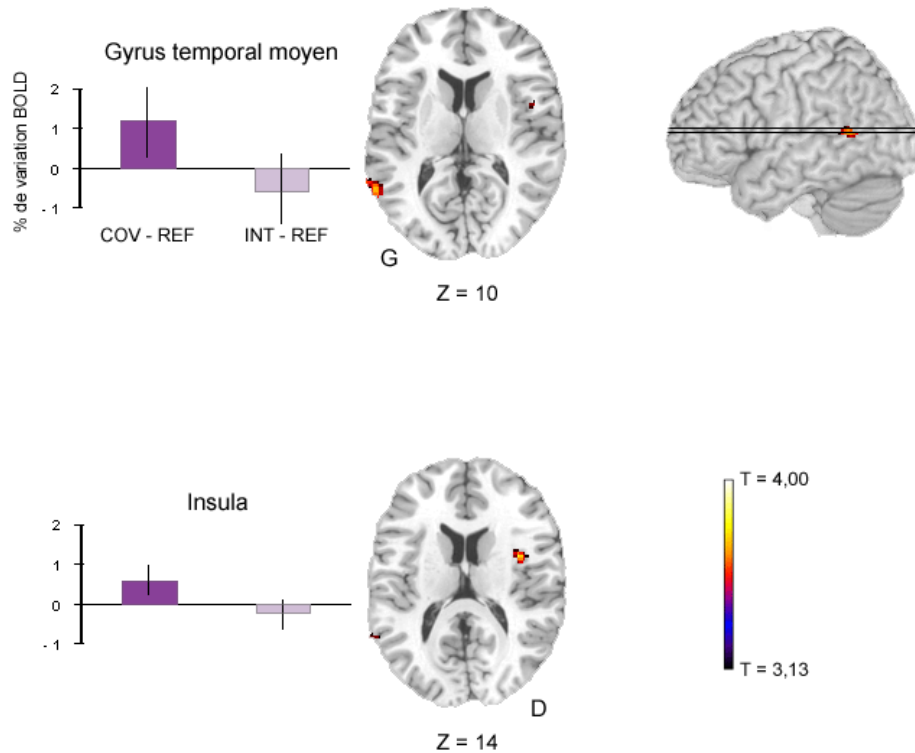 Gyrus temporal moyen
% de variation BOLD
2
1
0
- 1
COV - REF
INT - REF
G
Z = 10
Insula
2
1
0
- 1
D
Z = 14
T = 4,00
T = 3,13